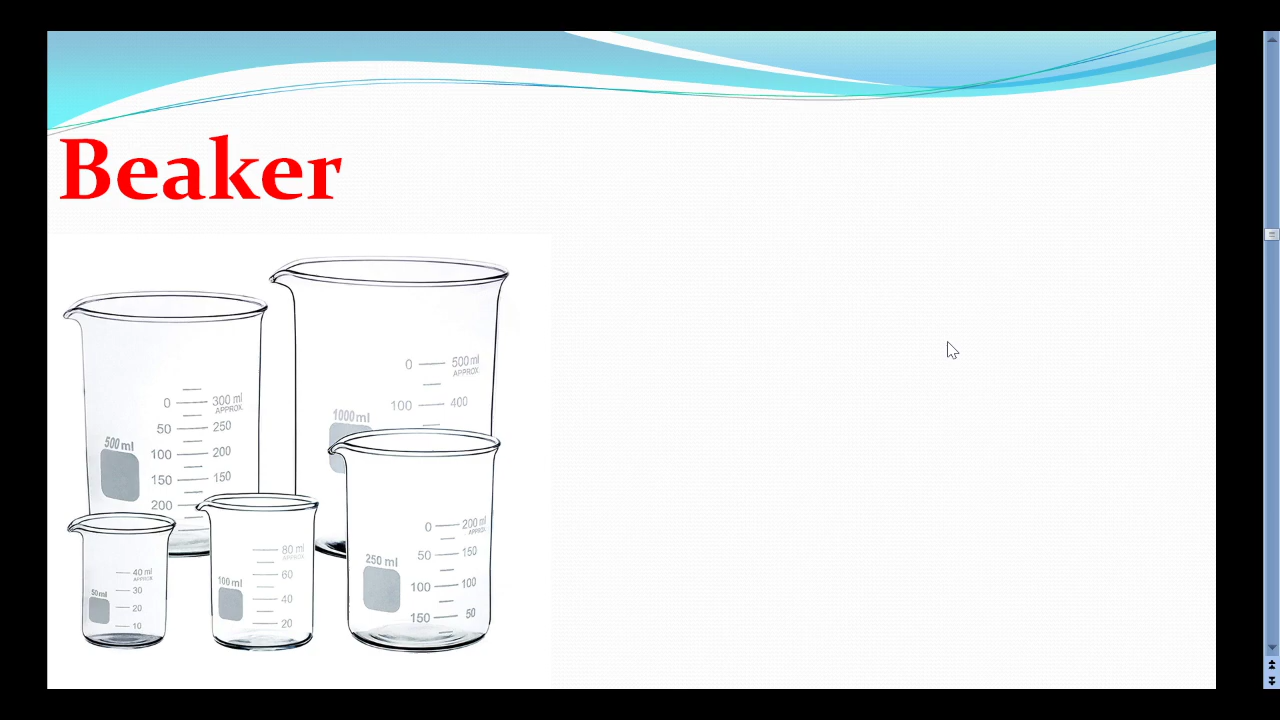 Beaker
0 500 ml
APPROX.
100 400
1000 ml
0 300 ml
APPROX.
50 250
100 200
150 150
200
500 ml
0 200 ml
APPROX.
50 150
100 100
150 50
250 ml
80 ml
APPROX.
60
40
20
100 ml
40 ml
APPROX.
30
20
10
50 ml